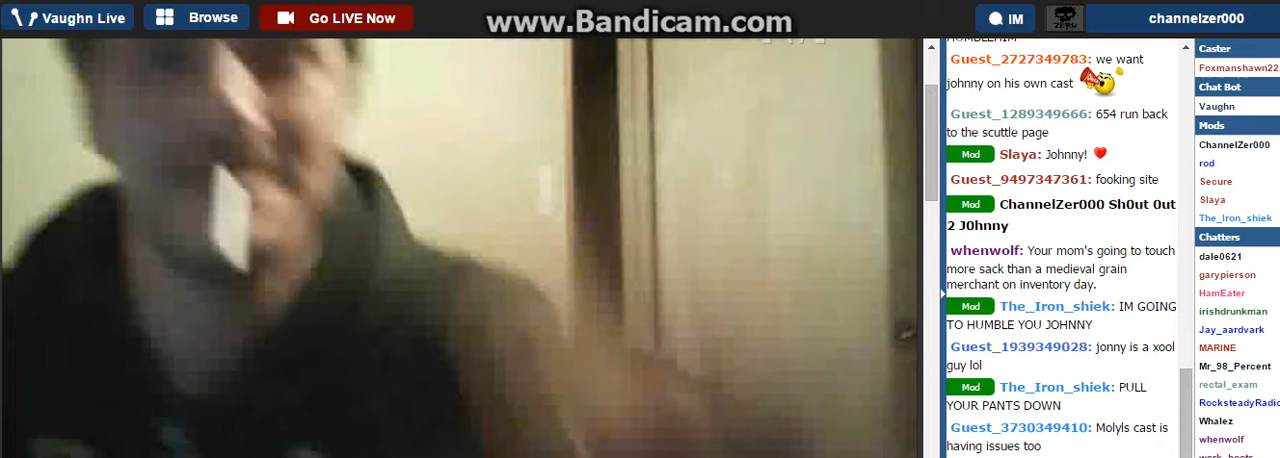 Vaughn Live
Browse
Go LIVE Now
www.Bandicam.com
IM
ZERO
channelzer000
Guest_2727349783: we want
johnny on his own cast
Guest_1289349666: 654 run back
to the scuttle page
Mod Slaya: Johnny!
Guest_9497347361: fooking site
Mod ChannelZer000 Sh0ut 0ut
2 J0hnny
whenwolf: Your mom's going to touch
more sack than a medieval grain
merchant on inventory day.
Mod The_Iron_shiek: IM GOING
TO HUMBLE YOU JOHNNY
Guest_1939349028: jonny is a xool
guy lol
Mod The_Iron_shiek: PULL
YOUR PANTS DOWN
Guest_3730349410: Molyls cast is
having issues too
Caster
Foxmanshawn22
Chat Bot
Vaughn
Mods
ChannelZer000
rod
Secure
Slaya
The_Iron_shiek
Chatters
dale0621
garypierson
HamEater
irishdrunkman
Jay_aardvark
MARINE
Mr_98_Percent
rectal_exam
RocksteadyRadio
Whalez
whenwolf